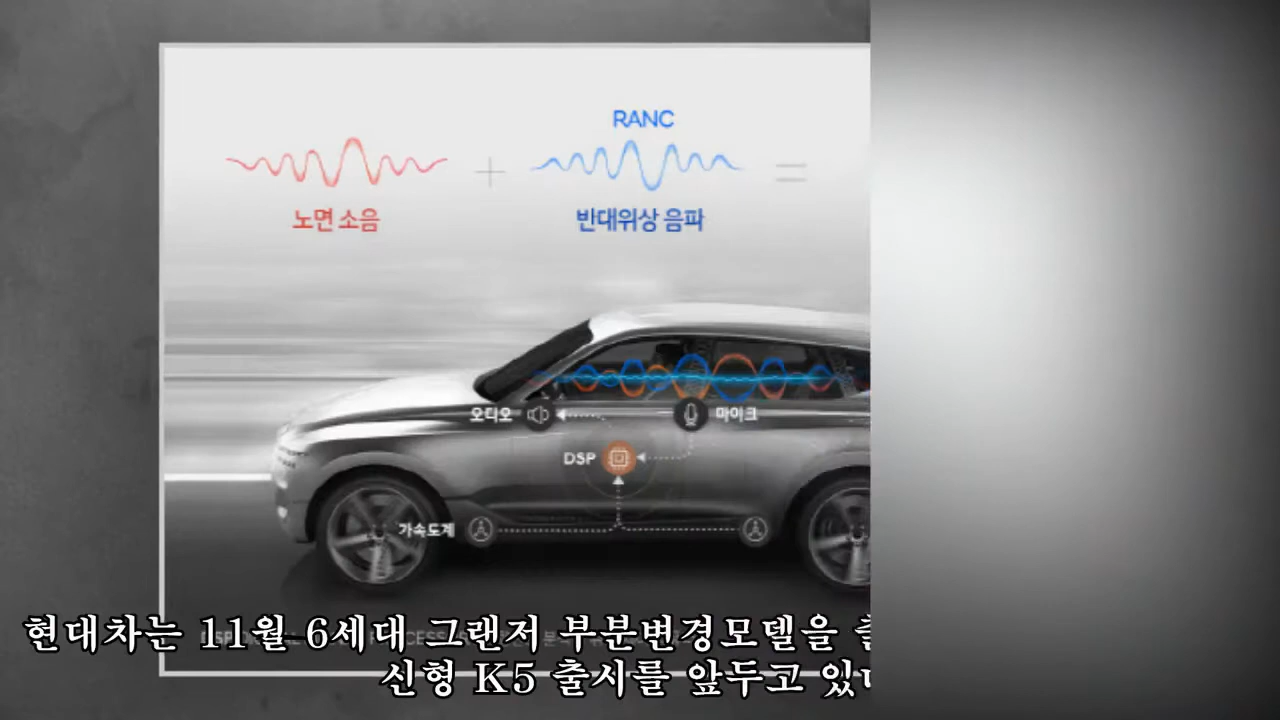 RANC
노면 소음
반대위상 음파
오디오
마이크
DSP
가속도계
현대차는 11월 6세대 그랜저 부분변경모델을
신형 K5 출시를 앞두고